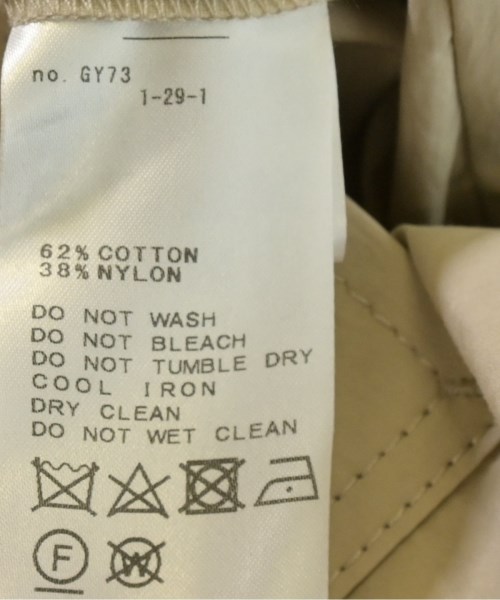 no. GY73
1-29-1
62% COTTON
38% NYLON
DO NOT WASH
DO NOT BLEACH
DO NOT TUMBLE DRY
COOL IRON
DRY CLEAN
DO NOT WET CLEAN
F W